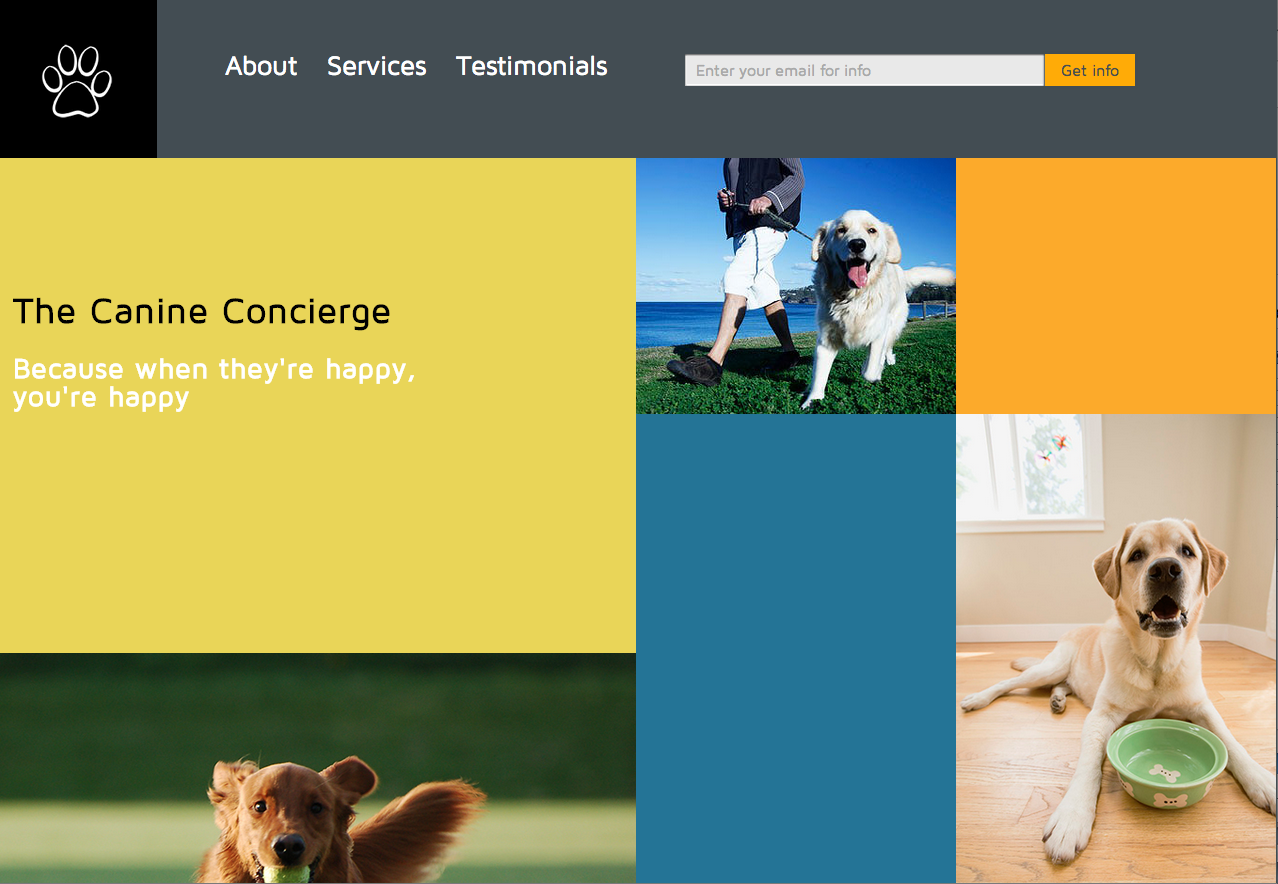 About Services Testimonials
Enter your email for info Get info
The Canine Concierge
Because when they're happy,
you're happy